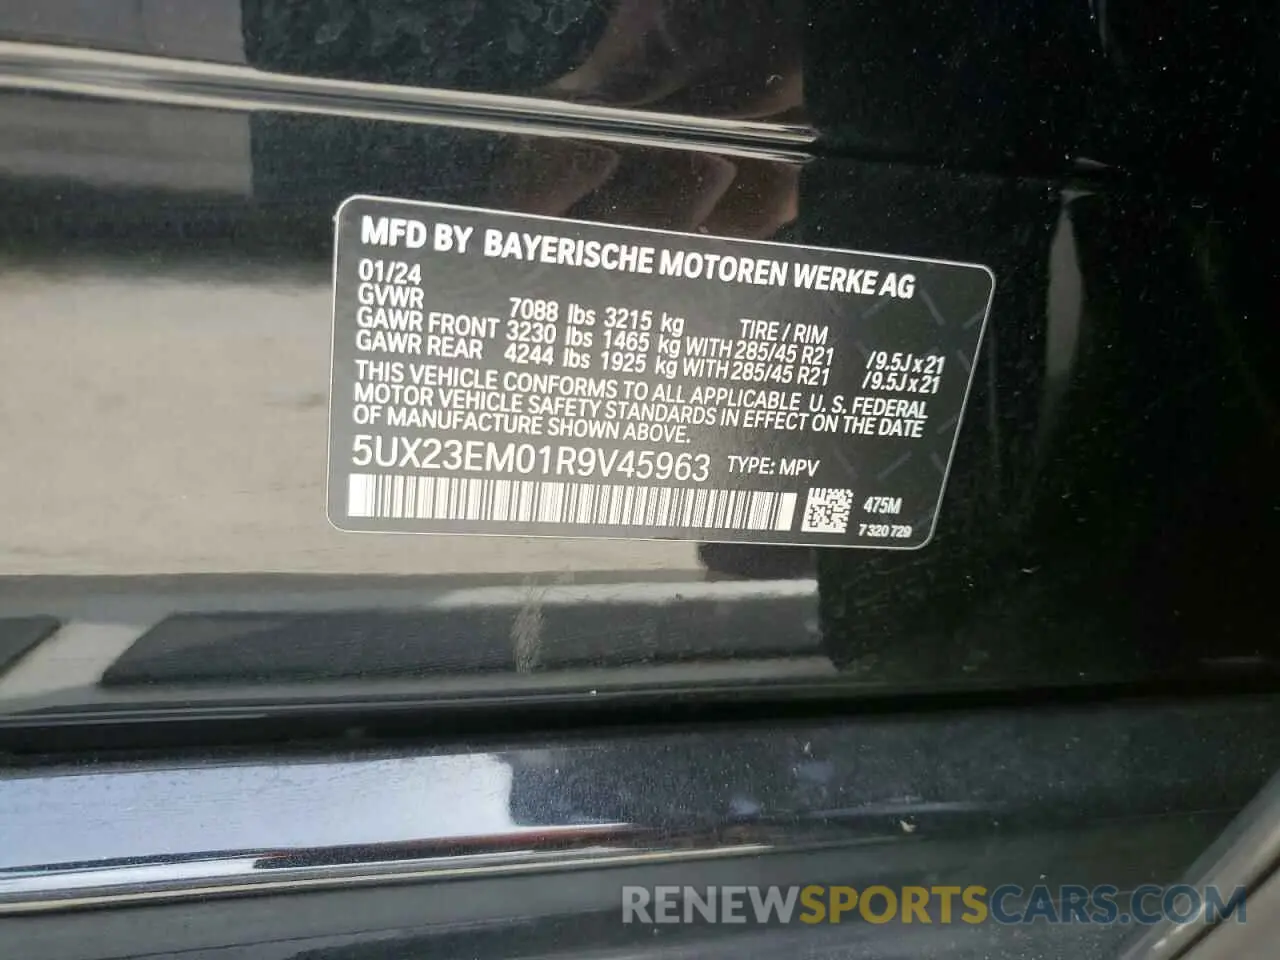 MFD BY BAYERISCHE MOTOREN WERKE AG
01/24
GVWR 7088 lbs 3215 kg TIRE / RIM
GAWR FRONT 3230 lbs 1465 kg WITH 285/45 R21 /9.5J x 21
GAWR REAR 4244 lbs 1925 kg WITH 285/45 R21 /9.5J x 21
THIS VEHICLE CONFORMS TO ALL APPLICABLE U. S. FEDERAL
MOTOR VEHICLE SAFETY STANDARDS IN EFFECT ON THE DATE
OF MANUFACTURE SHOWN ABOVE.
5UX23EM01R9V45963 TYPE: MPV
475M
7 320 729
RENEWSPORTSCARS.COM